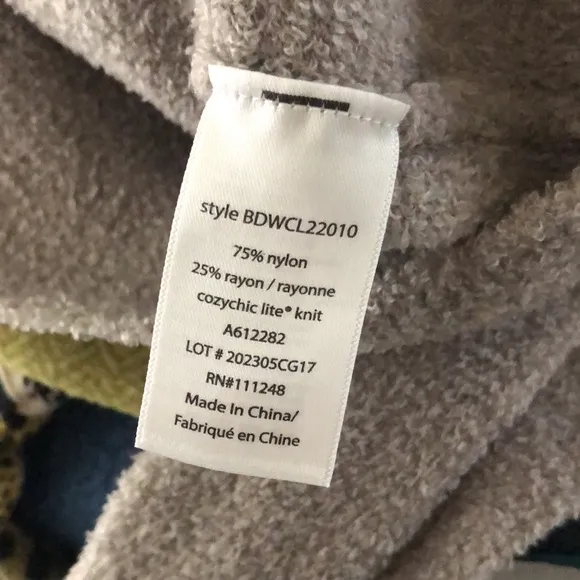 style BDWCL22010
75% nylon
25% rayon / rayonne
cozychic lite® knit
A612282
LOT # 202305CG17
RN#111248
Made In China/
Fabriqué en Chine